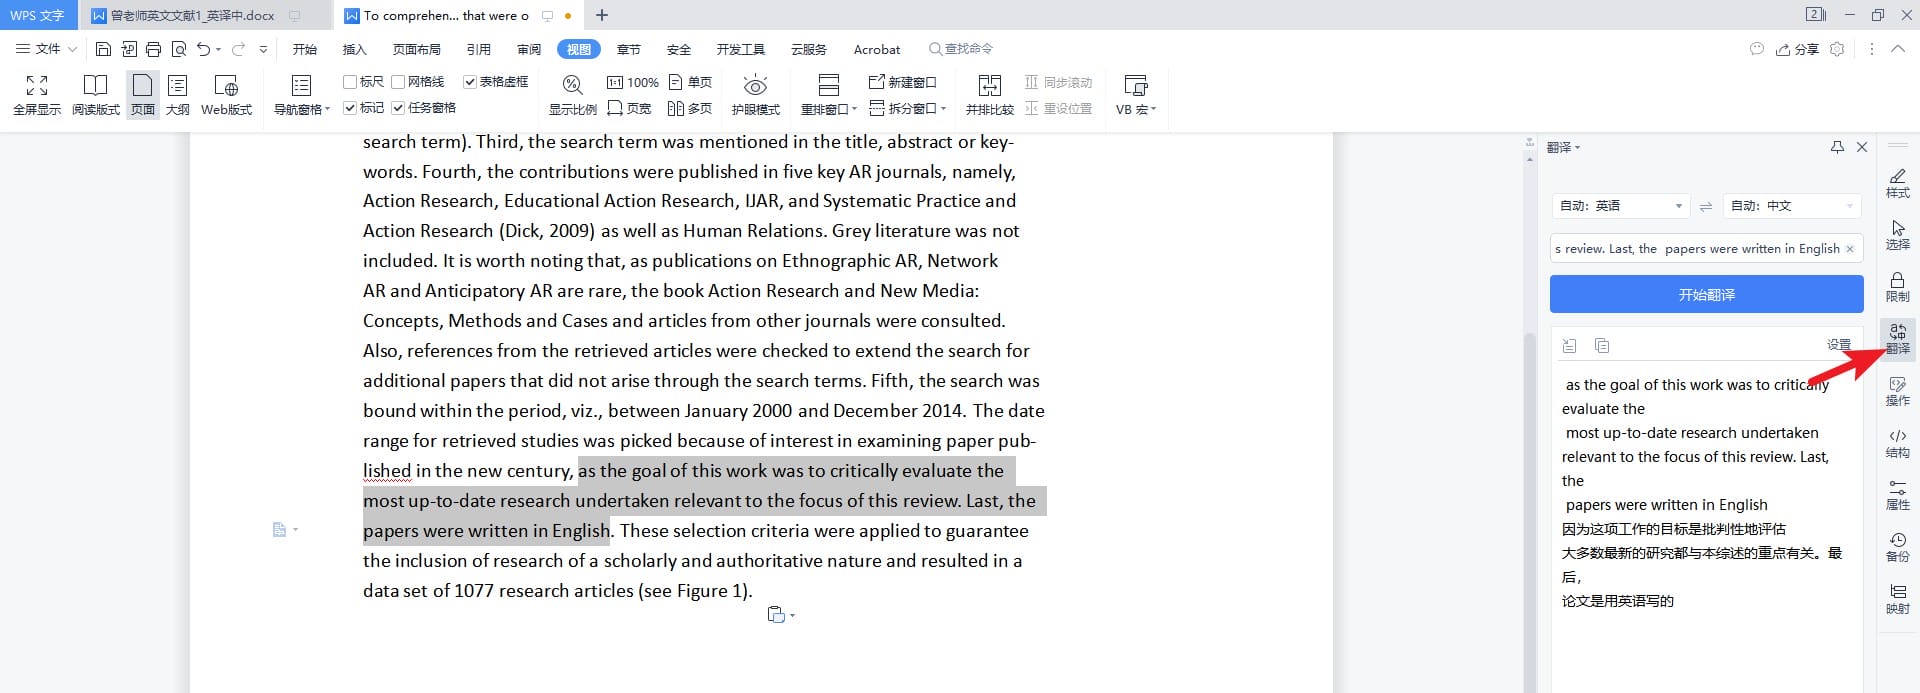 WPS 文字
曾老师英文文献1_英译中.docx
To comprehen... that were o
2
文件
开始
插入
页面布局
引用
审阅
视图
章节
安全
开发工具
云服务
Acrobat
查找命令
分享
全屏显示
阅读版式
页面
大纲
Web版式
导航窗格
标尺
网格线
表格虚框
标记
任务窗格
显示比例
100%
单页
页宽
多页
护眼模式
重排窗口
新建窗口
拆分窗口
并排比较
同步滚动
重设位置
VB 宏
search term). Third, the search term was mentioned in the title, abstract or key-
words. Fourth, the contributions were published in five key AR journals, namely,
Action Research, Educational Action Research, IJAR, and Systematic Practice and
Action Research (Dick, 2009) as well as Human Relations. Grey literature was not
included. It is worth noting that, as publications on Ethnographic AR, Network
AR and Anticipatory AR are rare, the book Action Research and New Media:
Concepts, Methods and Cases and articles from other journals were consulted.
Also, references from the retrieved articles were checked to extend the search for
additional papers that did not arise through the search terms. Fifth, the search was
bound within the period, viz., between January 2000 and December 2014. The date
range for retrieved studies was picked because of interest in examining paper pub-
lished in the new century, as the goal of this work was to critically evaluate the
most up-to-date research undertaken relevant to the focus of this review. Last, the
papers were written in English. These selection criteria were applied to guarantee
the inclusion of research of a scholarly and authoritative nature and resulted in a
data set of 1077 research articles (see Figure 1).
翻译
自动：英语
自动：中文
s review. Last, the papers were written in English
开始翻译
设置
as the goal of this work was to critically
evaluate the
most up-to-date research undertaken
relevant to the focus of this review. Last,
the
papers were written in English
因为这项工作的目标是批判性地评估
大多数最新的研究都与本综述的重点有关。最
后，
论文是用英语写的
样式
选择
限制
翻译
操作
结构
属性
备份
映射